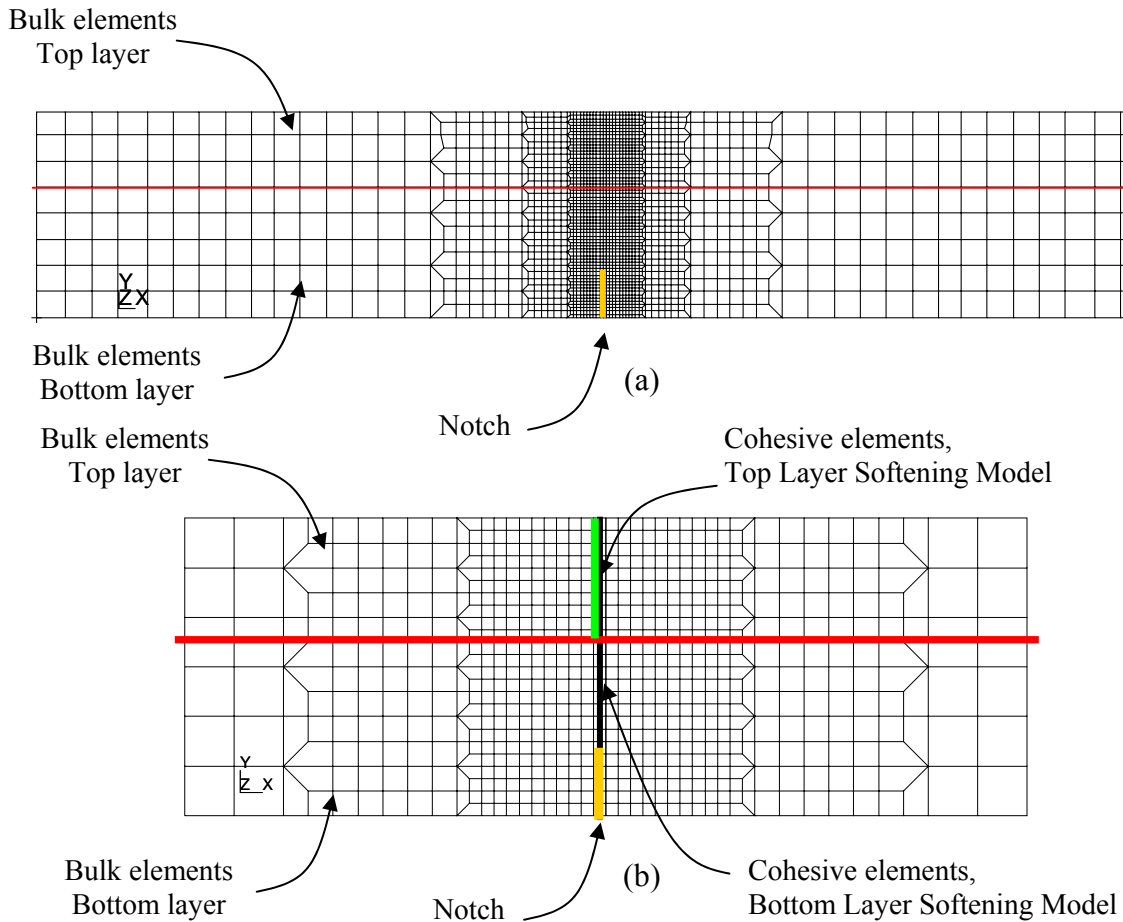 Bulk elements
Top layer
Y
Z X
Bulk elements
Bottom layer
(a)
Notch
Bulk elements
Top layer
Cohesive elements,
Top Layer Softening Model
Y
Z X
Bulk elements
Bottom layer
Notch
(b)
Cohesive elements,
Bottom Layer Softening Model